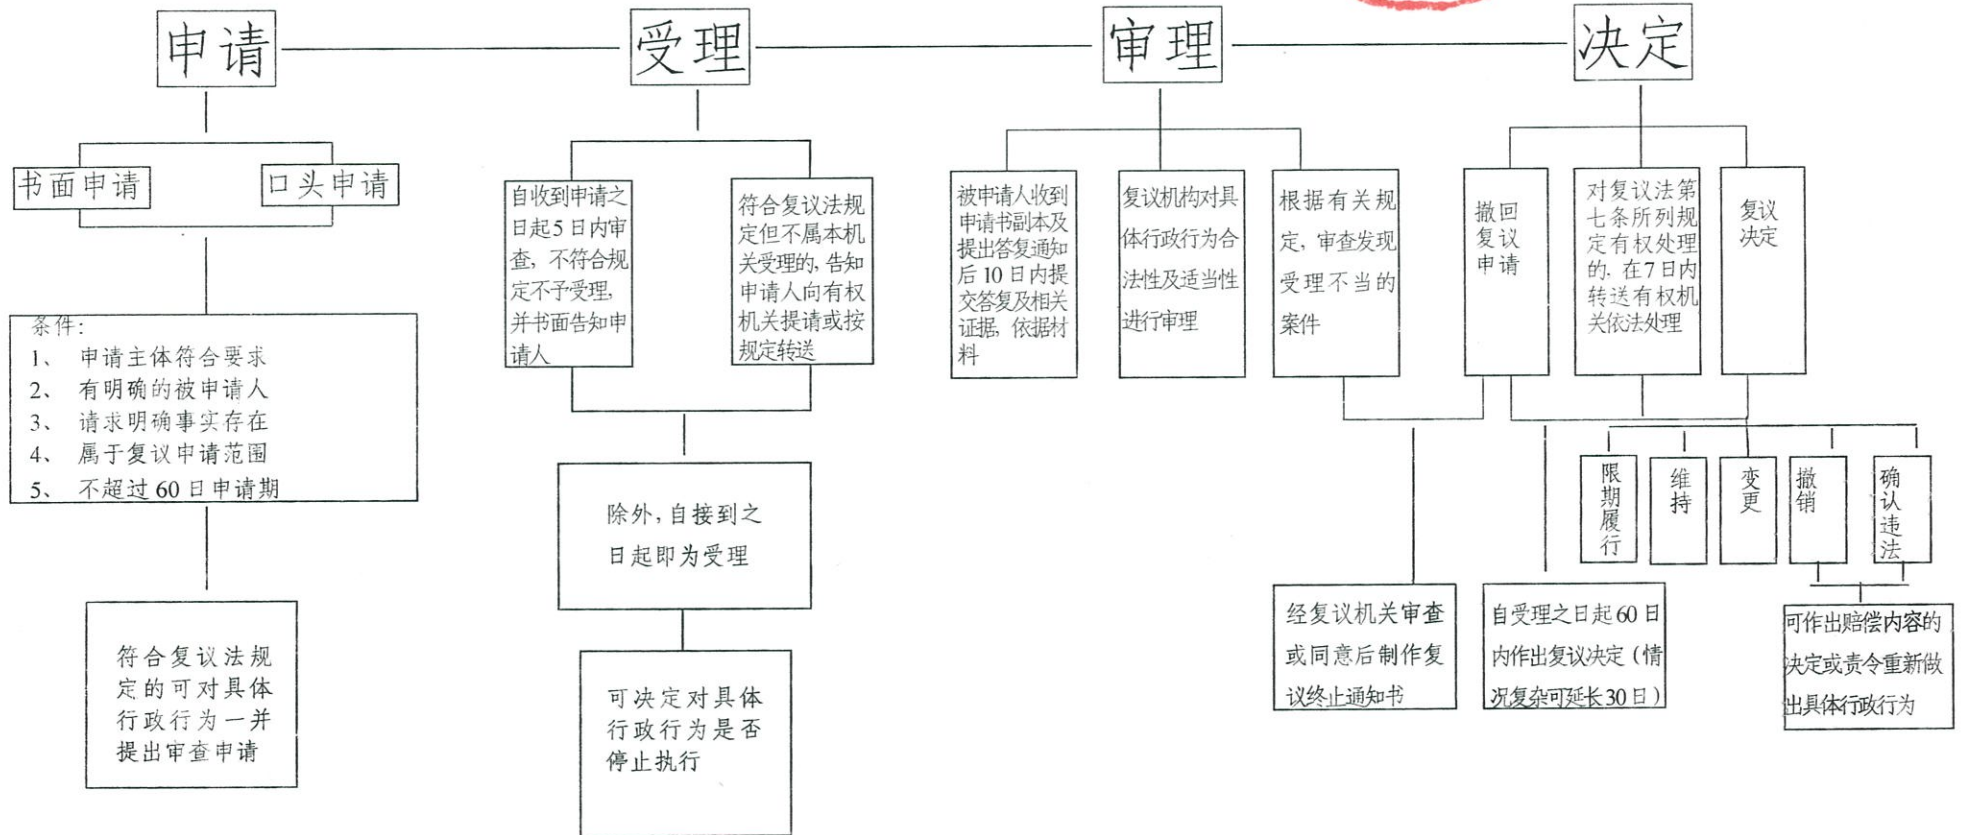 申请
受理
审理
决定
书面申请
口头申请
条件:
1、 申请主体符合要求
2、 有明确的被申请人
3、 请求明确事实存在
4、 属于复议申请范围
5、 不超过60日申请期
符合复议法规
定的可对具体
行政行为一并
提出审查申请
自收到申请之
日起5日内审
查，不符合规
定不予受理，
并书面告知申
请人
符合复议法规
定但不属本机
关受理的，告知
申请人向有权
机关提请或按
规定转送
除外，自接到之
日起即为受理
可决定对具体
行政行为是否
停止执行
被申请人收到
申请书副本及
提出答复通知
后10日内提
交答复及相关
证据，依据材
料
复议机构对具
体行政行为合
法性及适当性
进行审理
根据有关规
定，审查发现
受理不当的
案件
撤回
复议
申请
对复议法第
七条所列规
定有权处理
的，在7日内
转送有权机
关依法处理
复议
决定
经复议机关审查
或同意后制作复
议终止通知书
自受理之日起60日
内作出复议决定（情
况复杂可延长30日）
限期履行
维持
变更
撤销
确认违法
可作出赔偿内容的
决定或责令重新做
出具体行政行为